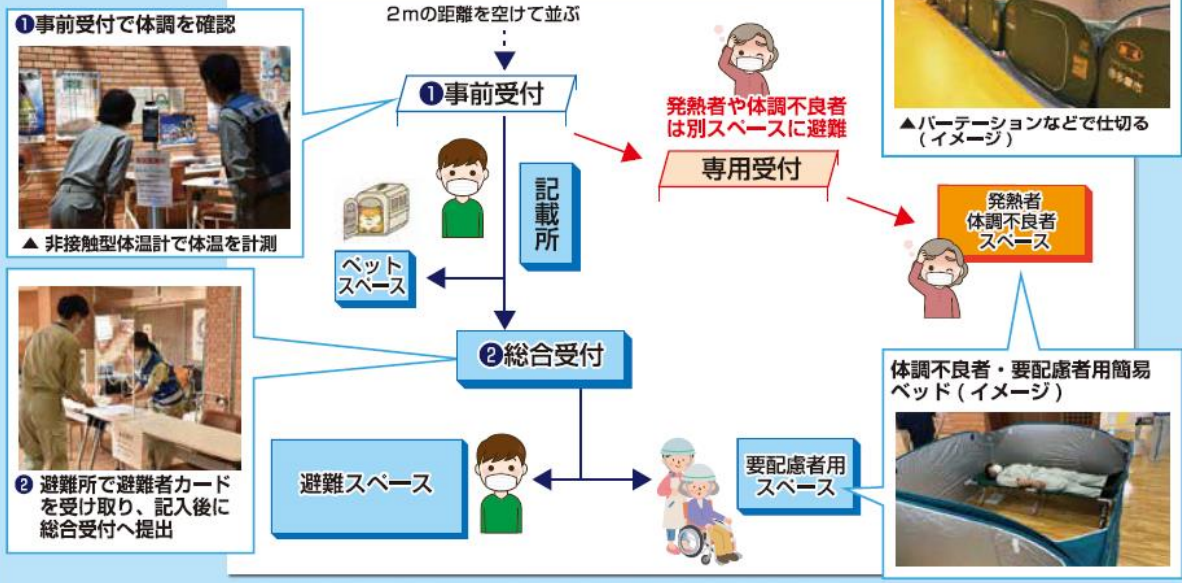 ❶事前受付で体調を確認
▲ 非接触型体温計で体温を計測
2mの距離を空けて並ぶ
❶事前受付
発熱者や体調不良者
は別スペースに避難
専用受付
▲パーテーションなどで仕切る
(イメージ)
記載所
ペット
スペース
発熱者
体調不良者
スペース
❷総合受付
❷ 避難所で避難者カード
を受け取り、記入後に
総合受付へ提出
避難スペース
要配慮者用
スペース
体調不良者・要配慮者用簡易
ベッド(イメージ)